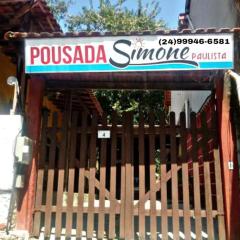 (24)99946-6581
POUSADA Simone
PAULISTA
4